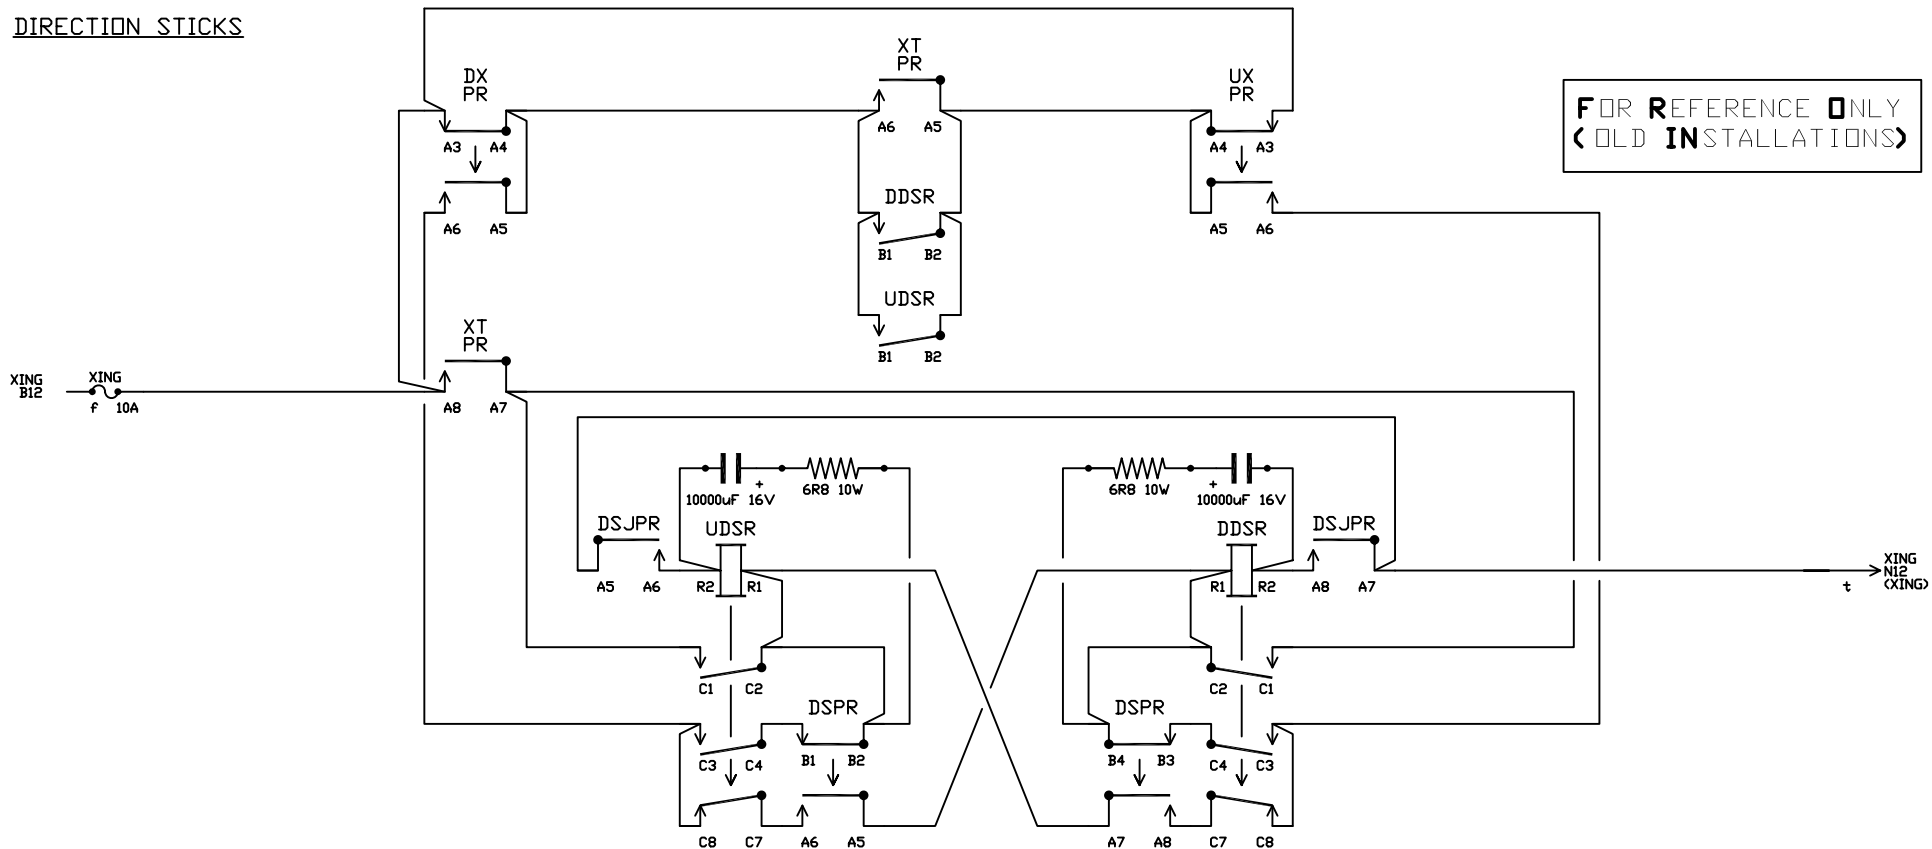 DIRECTION STICKS
XT
PR
DX
PR
UX
PR
FOR REFERENCE ONLY
( OLD INSTALLATIONS)
A6 A5
A3 A4
A4 A3
DDSR
A6 A5
A5 A6
B1 B2
UDSR
XT
PR
B1 B2
XING
B12
XING
f 10A
A8 A7
+
10000uF 16V
6R8 10W
6R8 10W
+
10000uF 16V
DSJPR
UDSR
DDSR
DSJPR
A5 A6 R2 R1
R1 R2 A8 A7
t
XING
N12
(XING)
C1 C2
C2 C1
DSPR
DSPR
C3 C4 B1 B2
B4 B3 C4 C3
C8 C7 A6 A5
A7 A8 C7 C8